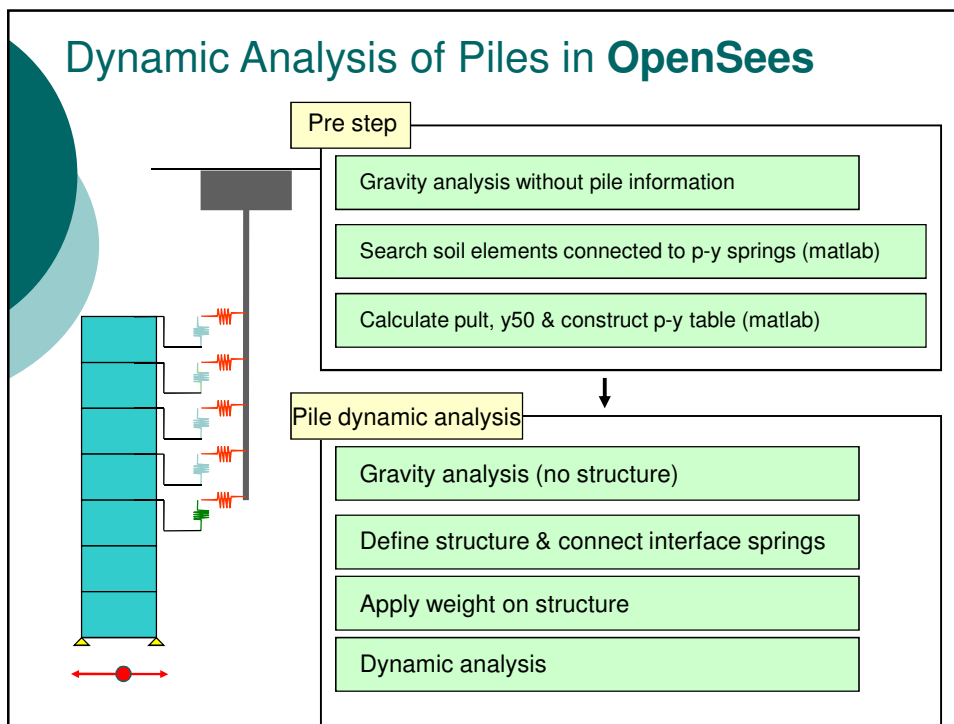 Dynamic Analysis of Piles in OpenSees
Pre step
Gravity analysis without pile information
Search soil elements connected to p-y springs (matlab)
Calculate pult, y50 & construct p-y table (matlab)
Pile dynamic analysis
Gravity analysis (no structure)
Define structure & connect interface springs
Apply weight on structure
Dynamic analysis